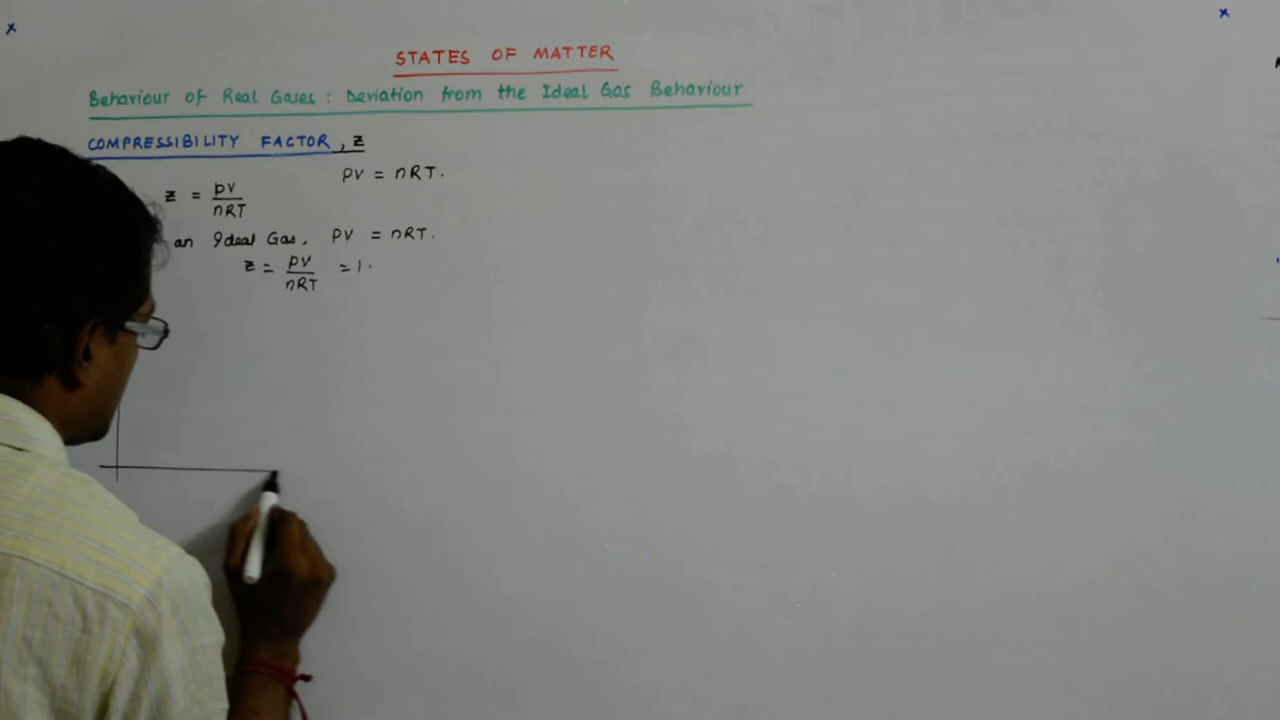 STATES OF MATTER
Behaviour of Real Gases : Deviation from the Ideal Gas Behaviour
COMPRESSIBILITY FACTOR, Z
PV = nRT.
Z = PV/nRT
an Ideal Gas, PV = nRT.
Z = PV/nRT = 1.